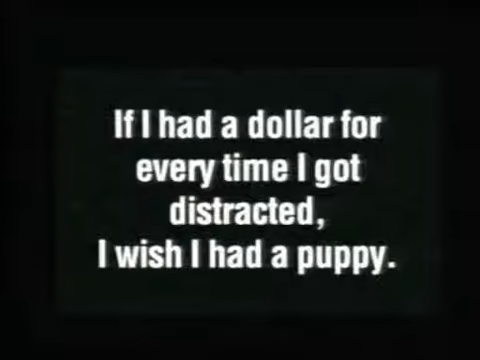 If I had a dollar for
every time I got
distracted,
I wish I had a puppy.